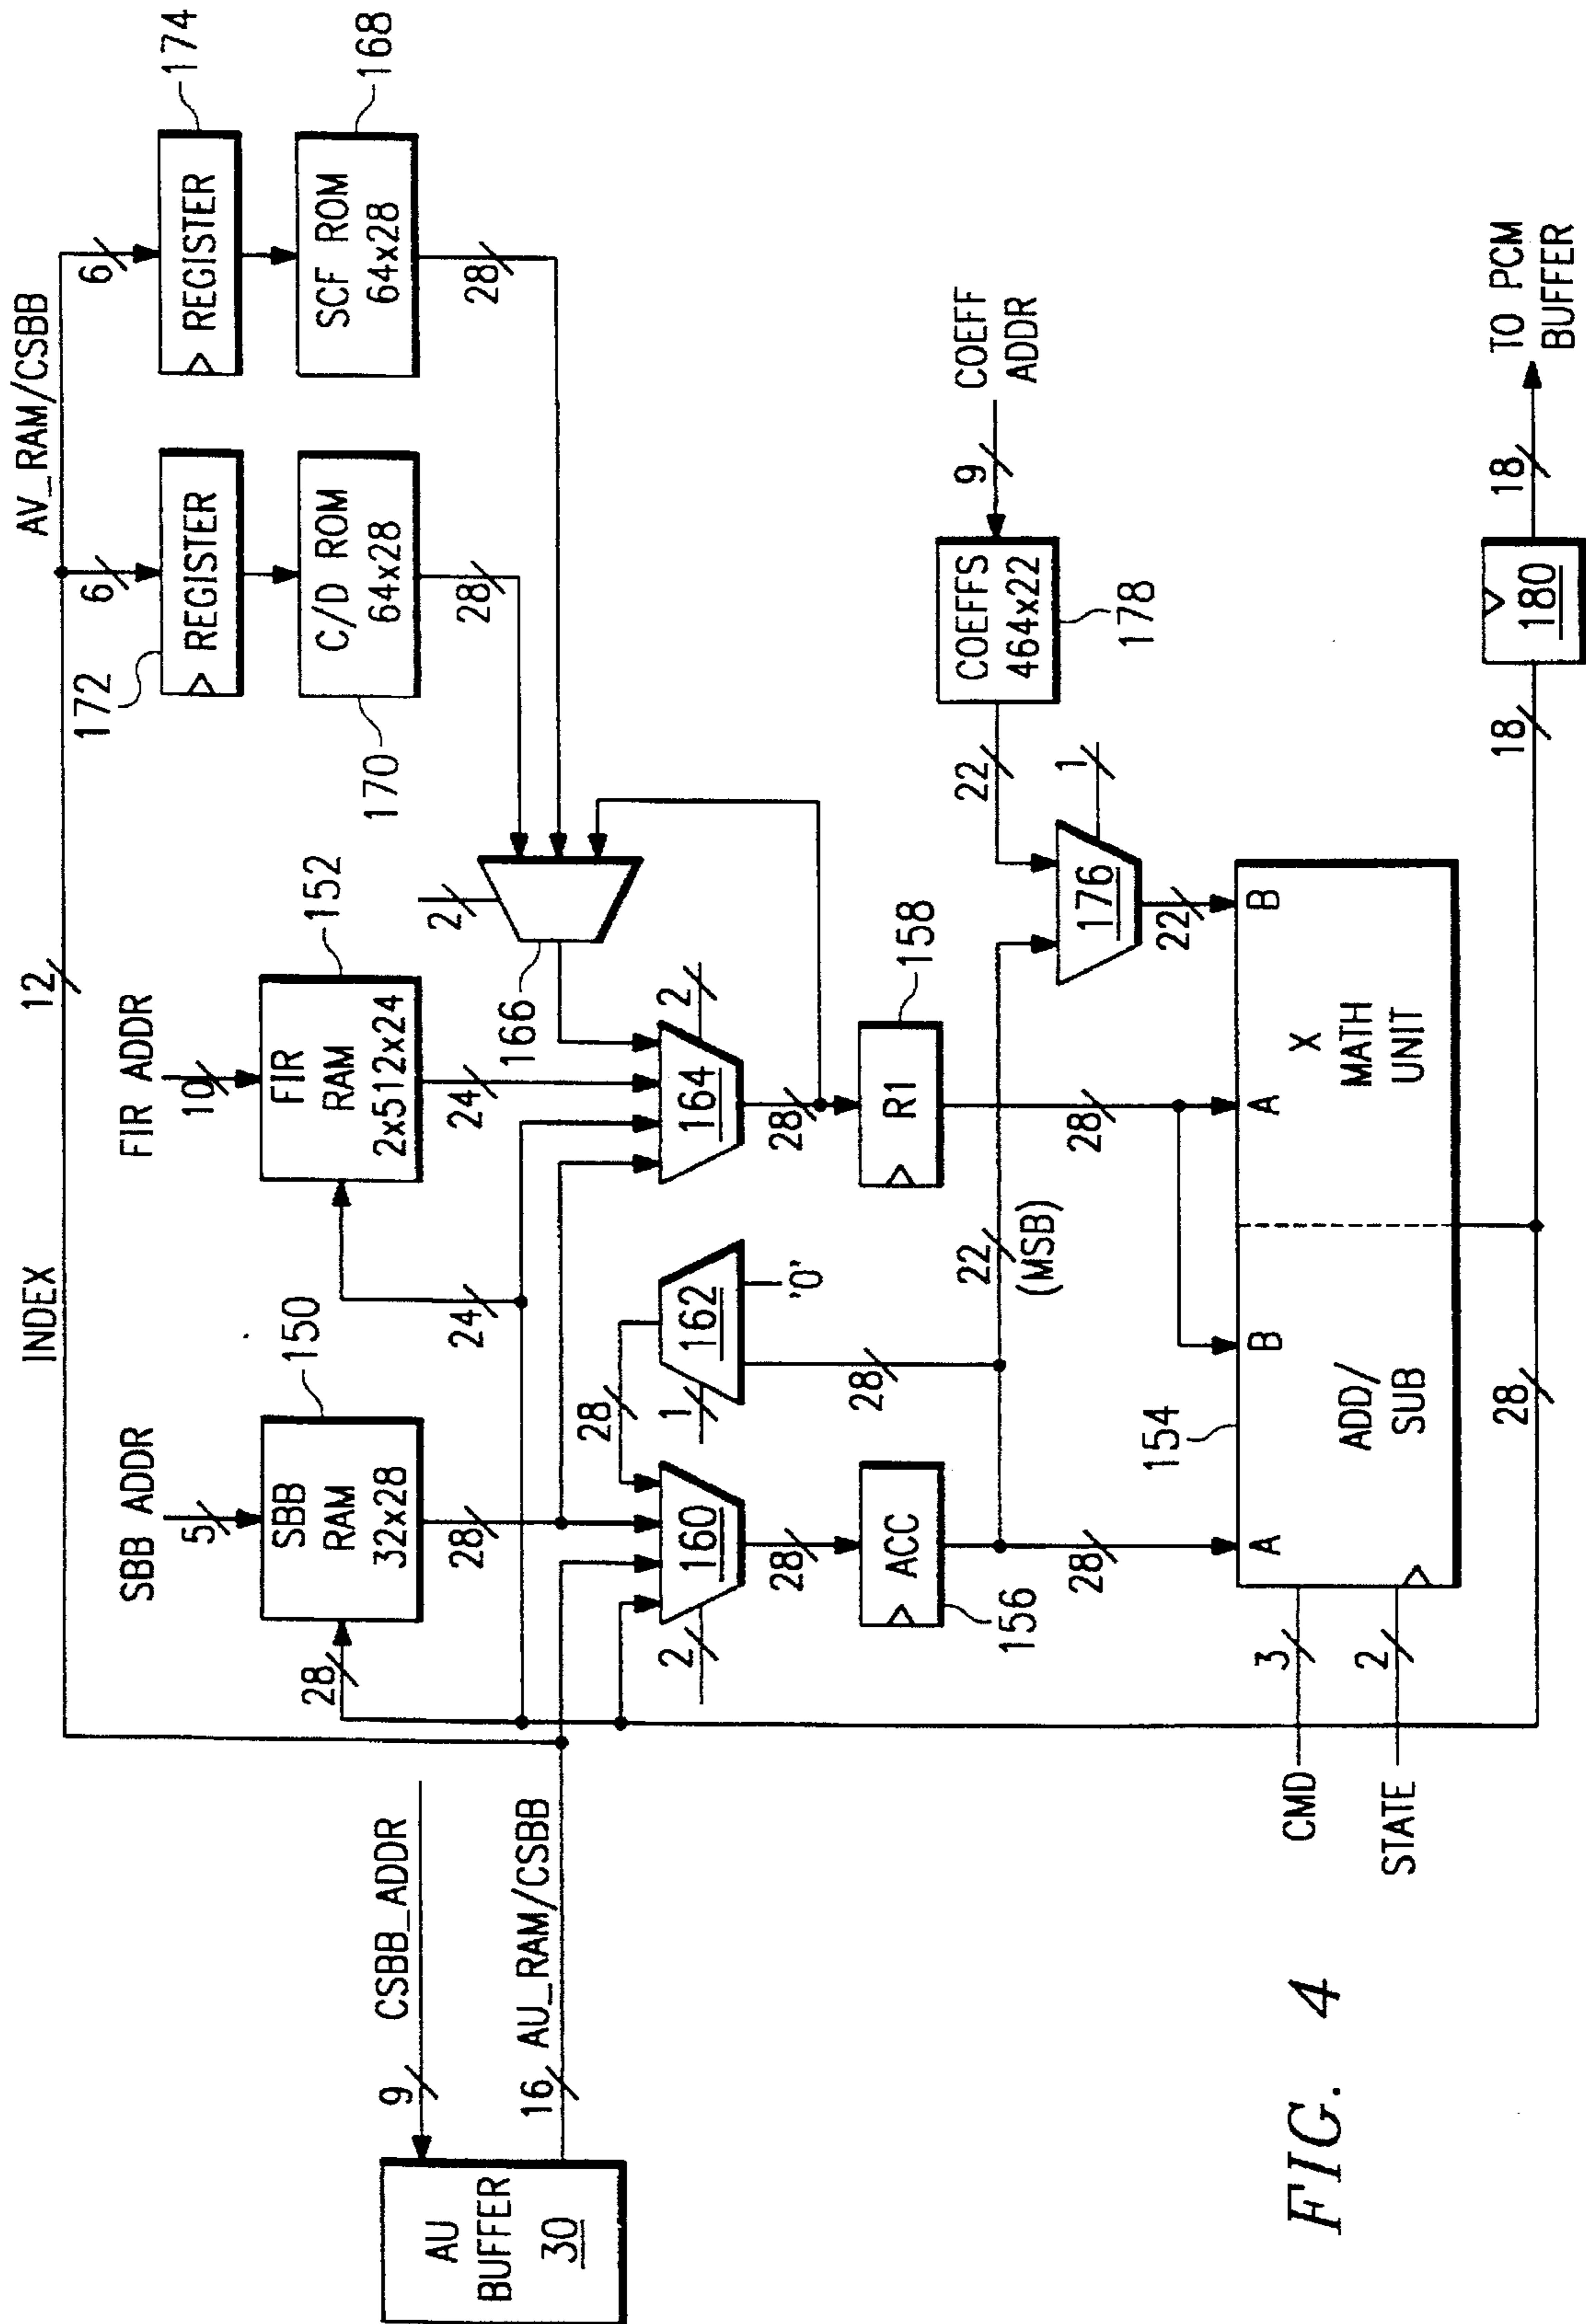 AU
BUFFER
30
9
CSBB_ADDR
16
AU_RAM/CSBB
INDEX
12
AV_RAM/CSBB
SBB ADDR
5
150
SBB
RAM
32x28
28
28
FIR ADDR
10
152
FIR
RAM
2x512x24
24
24
6
172
REGISTER
C/D ROM
64x28
170
28
6
174
REGISTER
168
SCF ROM
64x28
28
2
166
28
162
1
'0'
28
160
2
28
164
2
28
ACC
156
28
R1
158
28
22
(MSB)
COEFF
ADDR
9
COEFFS
464x22
178
22
176
1
22
154
A
B
ADD/
SUB
A
B
X
MATH
UNIT
CMD
3
STATE
2
28
18
180
18
TO PCM
BUFFER
FIG. 4